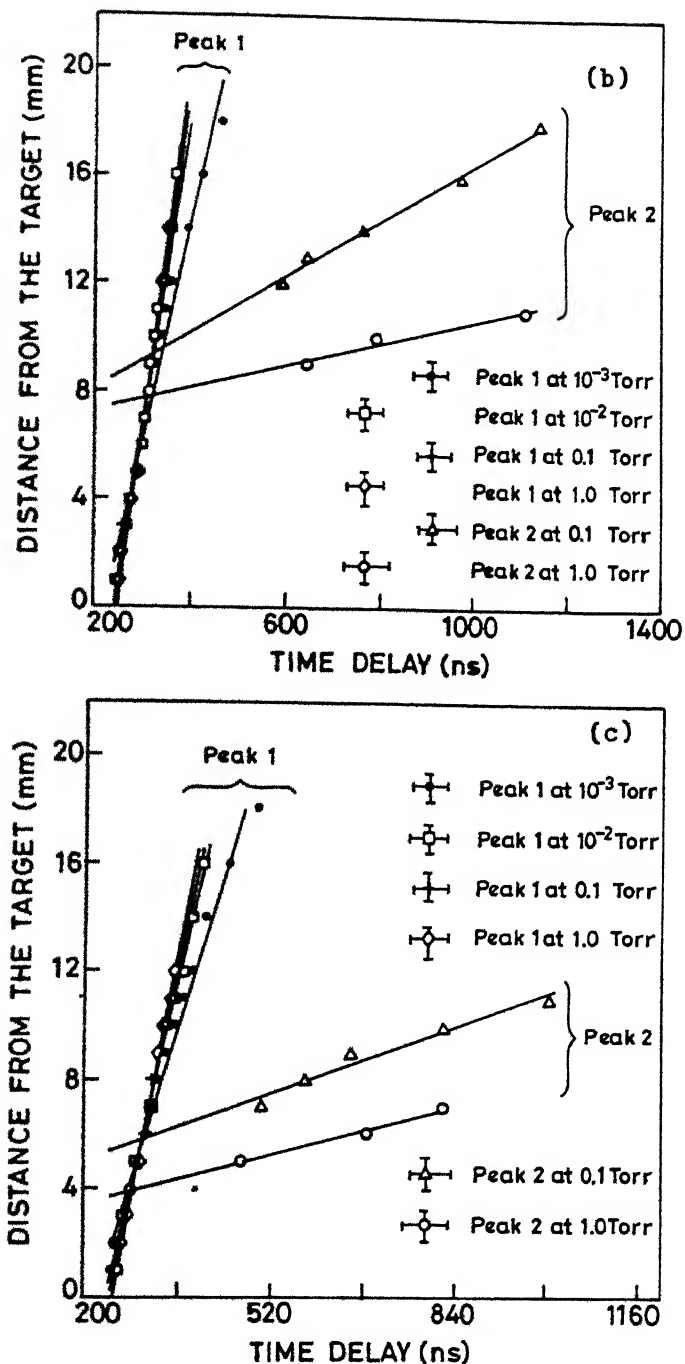 Peak 1
(b)
20
16
12
8
4
0
DISTANCE FROM THE TARGET (mm)
Peak 2
Peak 1 at 10⁻³ Torr
Peak 1 at 10⁻² Torr
Peak 1 at 0.1 Torr
Peak 1 at 1.0 Torr
Peak 2 at 0.1 Torr
Peak 2 at 1.0 Torr
200 600 1000 1400
TIME DELAY (ns)
(c)
Peak 1
20
16
12
8
4
0
DISTANCE FROM THE TARGET (mm)
Peak 1 at 10⁻³ Torr
Peak 1 at 10⁻² Torr
Peak 1 at 0.1 Torr
Peak 1 at 1.0 Torr
Peak 2
Peak 2 at 0.1 Torr
Peak 2 at 1.0 Torr
200 520 840 1160
TIME DELAY (ns)